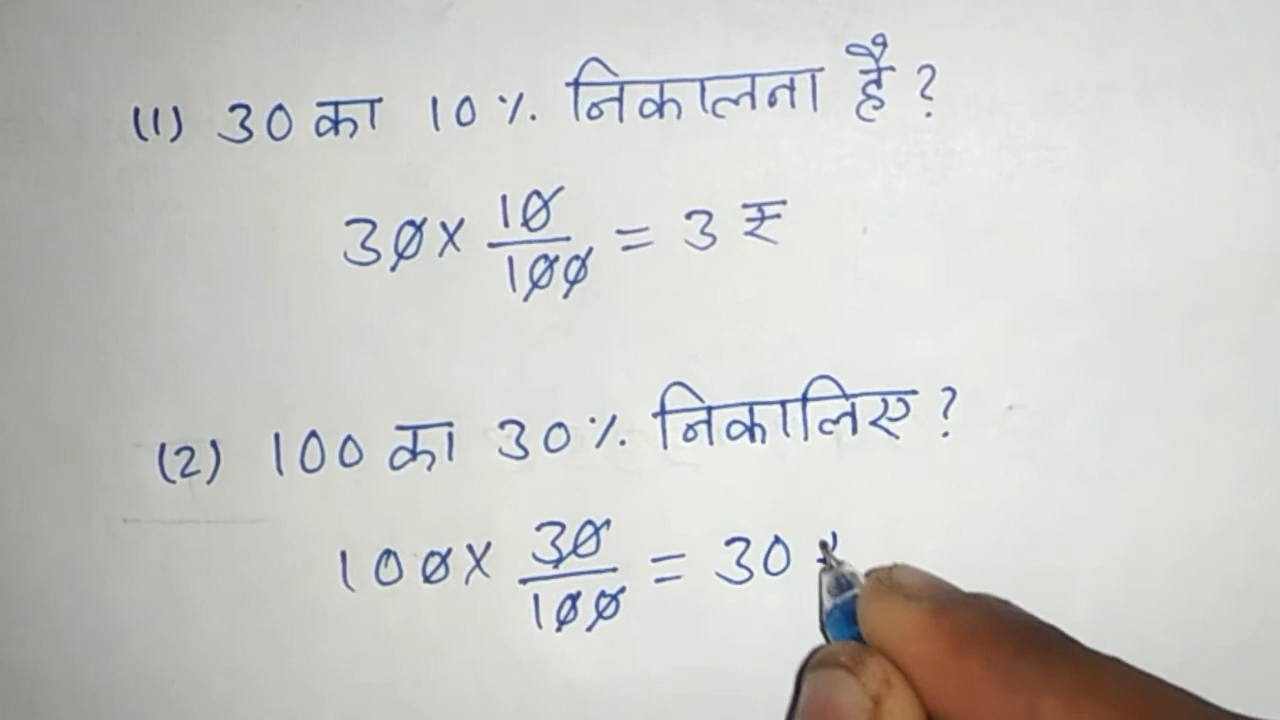 (1) 30 का 10% निकालना है ?
30 × 10/100 = 3 ₹
(2) 100 का 30% निकालिए ?
100 × 30/100 = 30